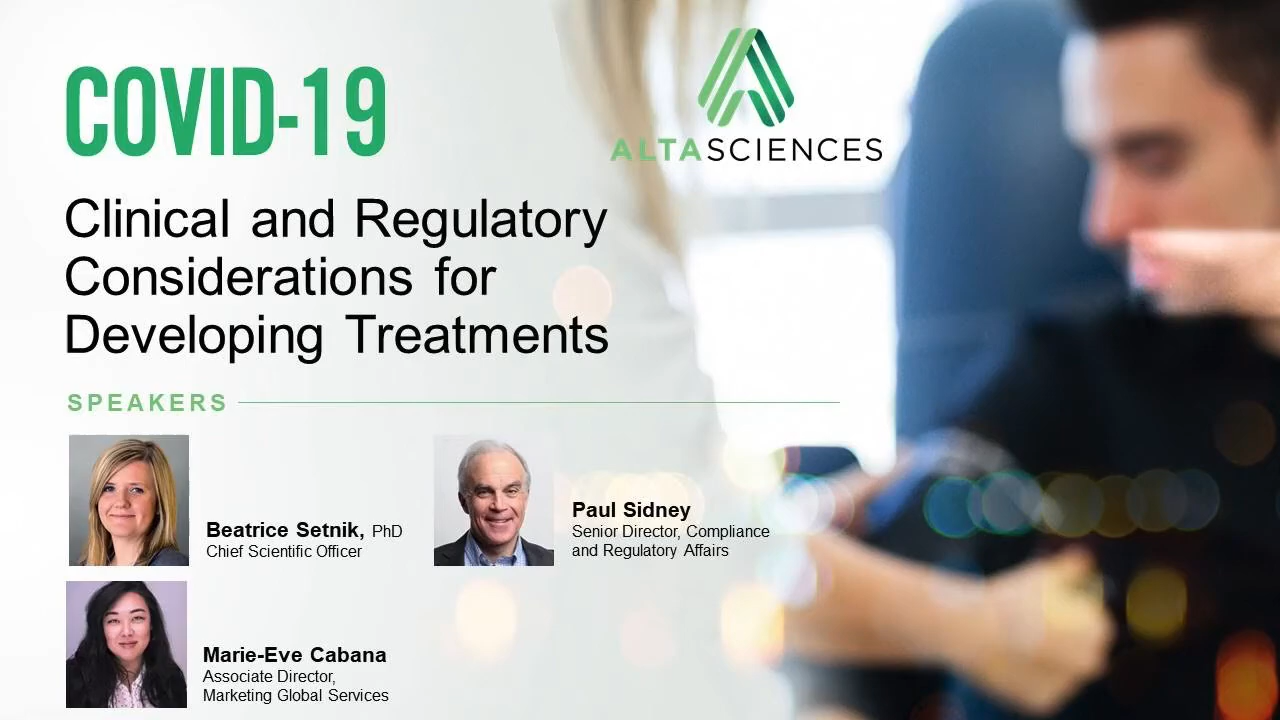 COVID-19
ALTASCIENCES
Clinical and Regulatory
Considerations for
Developing Treatments
SPEAKERS
Beatrice Setnik, PhD
Chief Scientific Officer
Paul Sidney
Senior Director, Compliance
and Regulatory Affairs
Marie-Eve Cabana
Associate Director,
Marketing Global Services